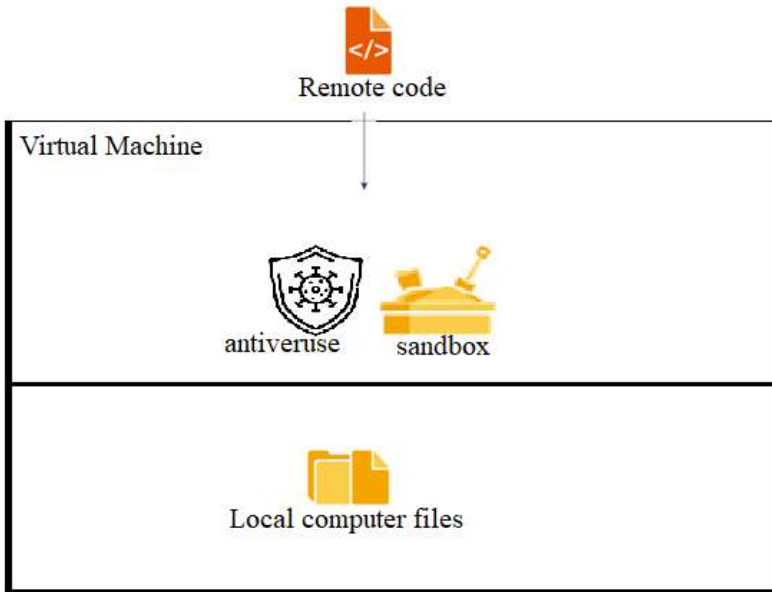 </>
Remote code
Virtual Machine
antiveruse
sandbox
Local computer files